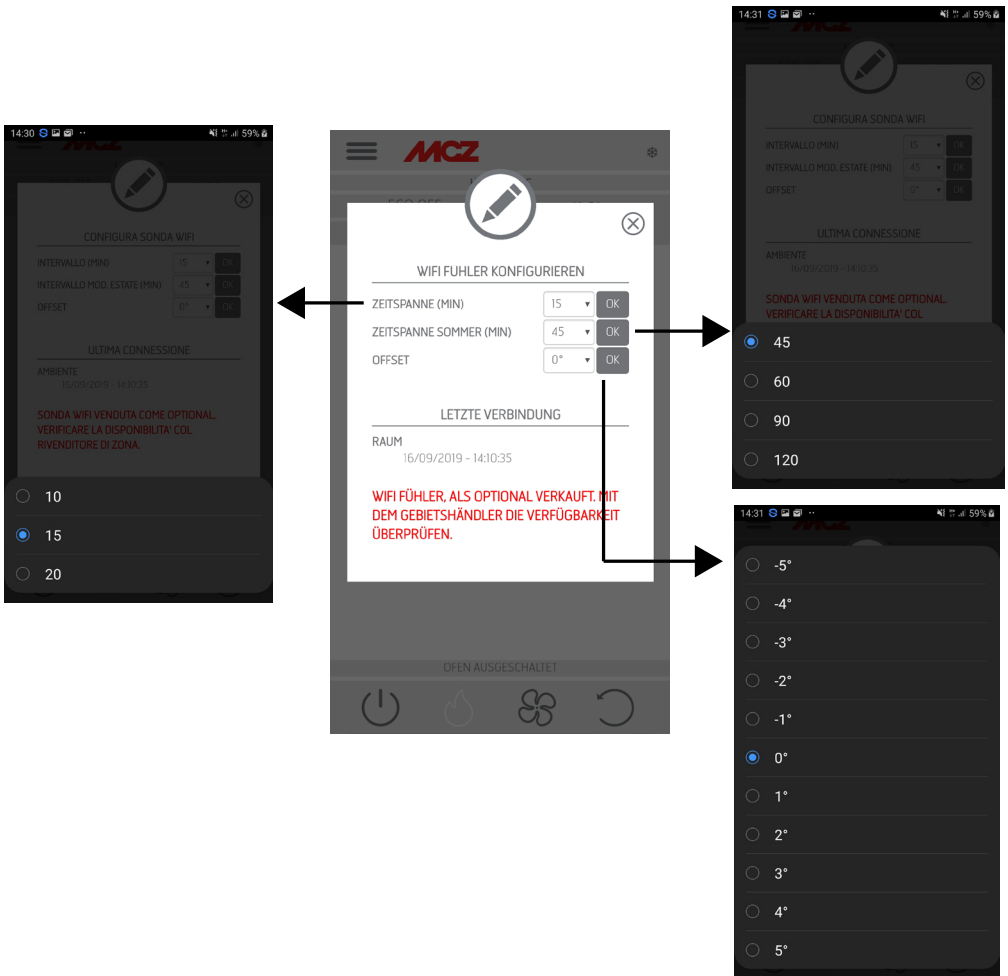 14:30
59%
CONFIGURA SONDA WIFI
INTERVALLO (MIN) 15 OK
INTERVALLO MOD. ESTATE (MIN) 45 OK
OFFSET 0° OK
ULTIMA CONNESSIONE
AMBIENTE
16/09/2019 - 14:10:35
SONDA WIFI VENDUTA COME OPTIONAL.
VERIFICARE LA DISPONIBILITA' COL
RIVENDITORE DI ZONA.
10
15
20
MCZ
WIFI FUHLER KONFIGURIEREN
ZEITSPANNE (MIN) 15 OK
ZEITSPANNE SOMMER (MIN) 45 OK
OFFSET 0° OK
LETZTE VERBINDUNG
RAUM
16/09/2019 - 14:10:35
WIFI FÜHLER, ALS OPTIONAL VERKAUFT. MIT
DEM GEBIETSHÄNDLER DIE VERFÜGBARKEIT
ÜBERPRÜFEN.
OFEN AUSGESCHALTET
14:31
59%
CONFIGURA SONDA WIFI
INTERVALLO (MIN) 15 OK
INTERVALLO MOD. ESTATE (MIN) 45 OK
OFFSET 0° OK
ULTIMA CONNESSIONE
AMBIENTE
16/09/2019 - 14:10:35
SONDA WIFI VENDUTA COME OPTIONAL.
VERIFICARE LA DISPONIBILITA' COL
45
60
90
120
14:31
59%
-5°
-4°
-3°
-2°
-1°
0°
1°
2°
3°
4°
5°